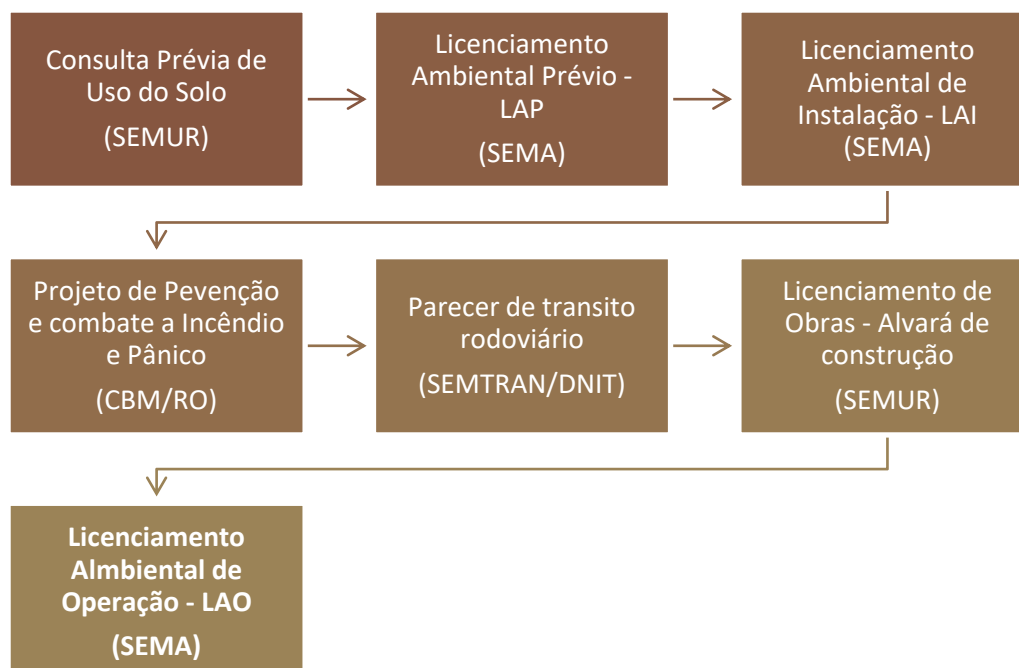 Consulta Prévia de
Uso do Solo
(SEMUR)
Licenciamento
Ambiental Prévio -
LAP
(SEMA)
Licenciamento
Ambiental de
Instalação - LAI
(SEMA)
Projeto de Pevenção
e combate a Incêndio
e Pânico
(CBM/RO)
Parecer de transito
rodoviário
(SEMTRAN/DNIT)
Licenciamento de
Obras - Alvará de
construção
(SEMUR)
Licenciamento
Almbiental de
Operação - LAO
(SEMA)